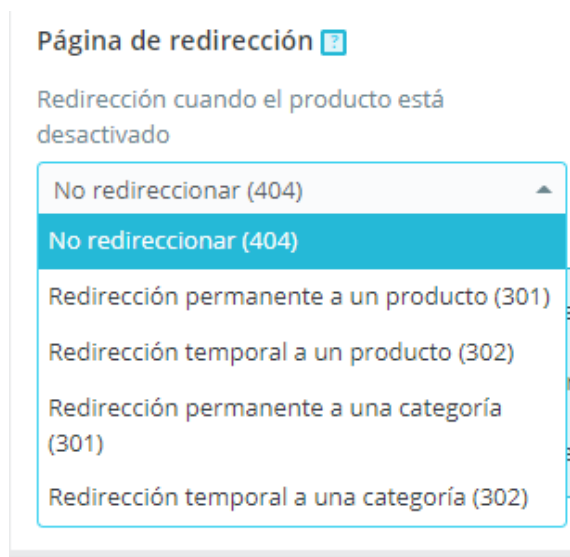 Página de redirección ?
Redirección cuando el producto está
desactivado
No redireccionar (404)
No redireccionar (404)
Redirección permanente a un producto (301)
Redirección temporal a un producto (302)
Redirección permanente a una categoría
(301)
Redirección temporal a una categoría (302)